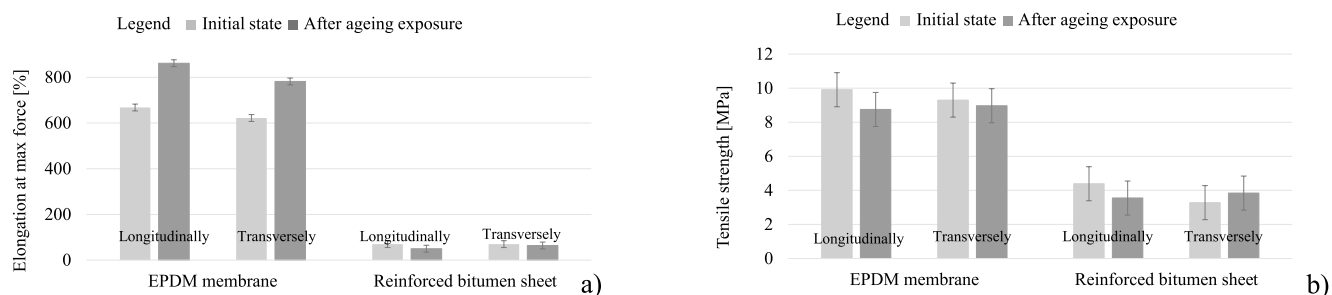 Legend Initial state After ageing exposure
Elongation at max force [%]
800
600
400
200
0
Longitudinally Transversely Longitudinally Transversely
EPDM membrane Reinforced bitumen sheet
a)
Legend Initial state After ageing exposure
Tensile strength [MPa]
12
10
8
6
4
2
0
Longitudinally Transversely Longitudinally Transversely
EPDM membrane Reinforced bitumen sheet
b)